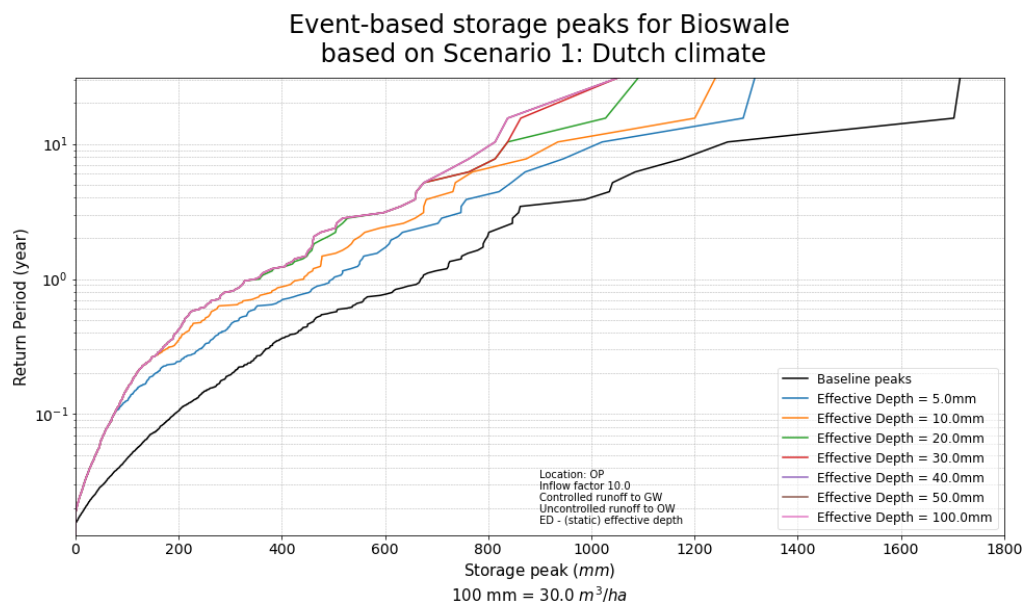 Event-based storage peaks for Bioswale
based on Scenario 1: Dutch climate
Return Period (year)
10¹
10⁰
10⁻¹
Baseline peaks
Effective Depth = 5.0mm
Effective Depth = 10.0mm
Effective Depth = 20.0mm
Effective Depth = 30.0mm
Effective Depth = 40.0mm
Effective Depth = 50.0mm
Effective Depth = 100.0mm
Location: OP
Inflow factor 10.0
Controlled runoff to GW
Uncontrolled runoff to OW
ED - (static) effective depth
0 200 400 600 800 1000 1200 1400 1600 1800
Storage peak (mm)
100 mm = 30.0 m³/ha